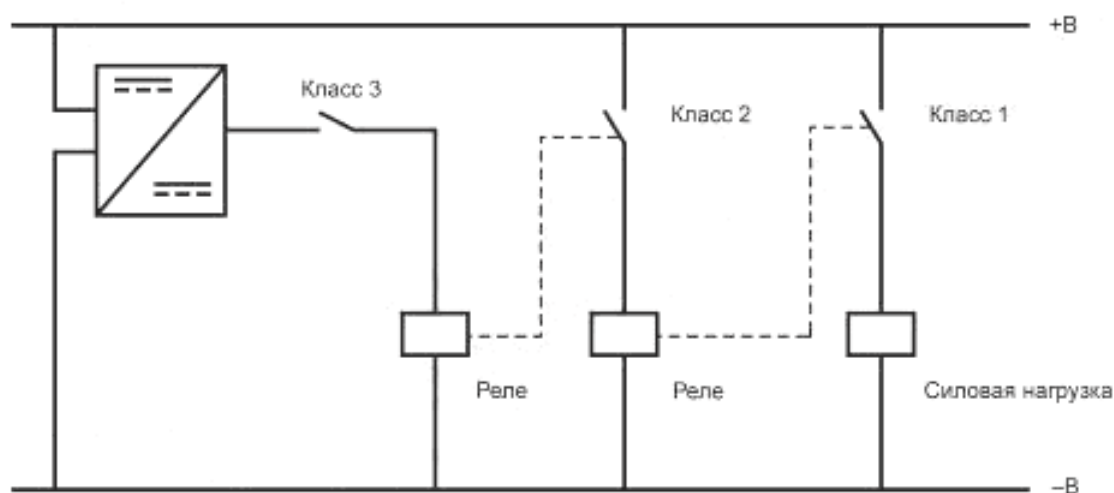 +В
Класс 3
Класс 2
Класс 1
Реле
Реле
Силовая нагрузка
–В